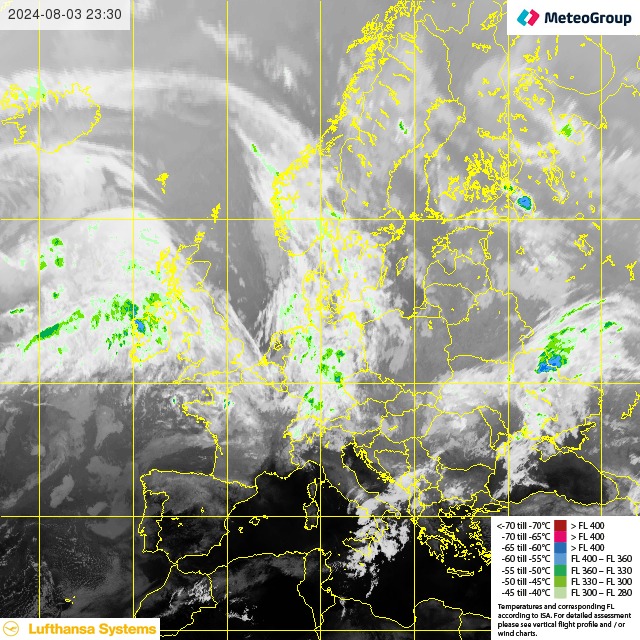 2024-08-03 23:30
MeteoGroup
<-70 till -70°C > FL 400
-70 till -65°C > FL 400
-65 till -60°C > FL 400
-60 till -55°C FL 400 – FL 360
-55 till -50°C FL 360 – FL 330
-50 till -45°C FL 330 – FL 300
-45 till -40°C FL 300 – FL 280
Temperatures and corresponding FL
according to ISA. For detailed assessment
please see vertical flight profile and / or
wind charts.
Lufthansa Systems